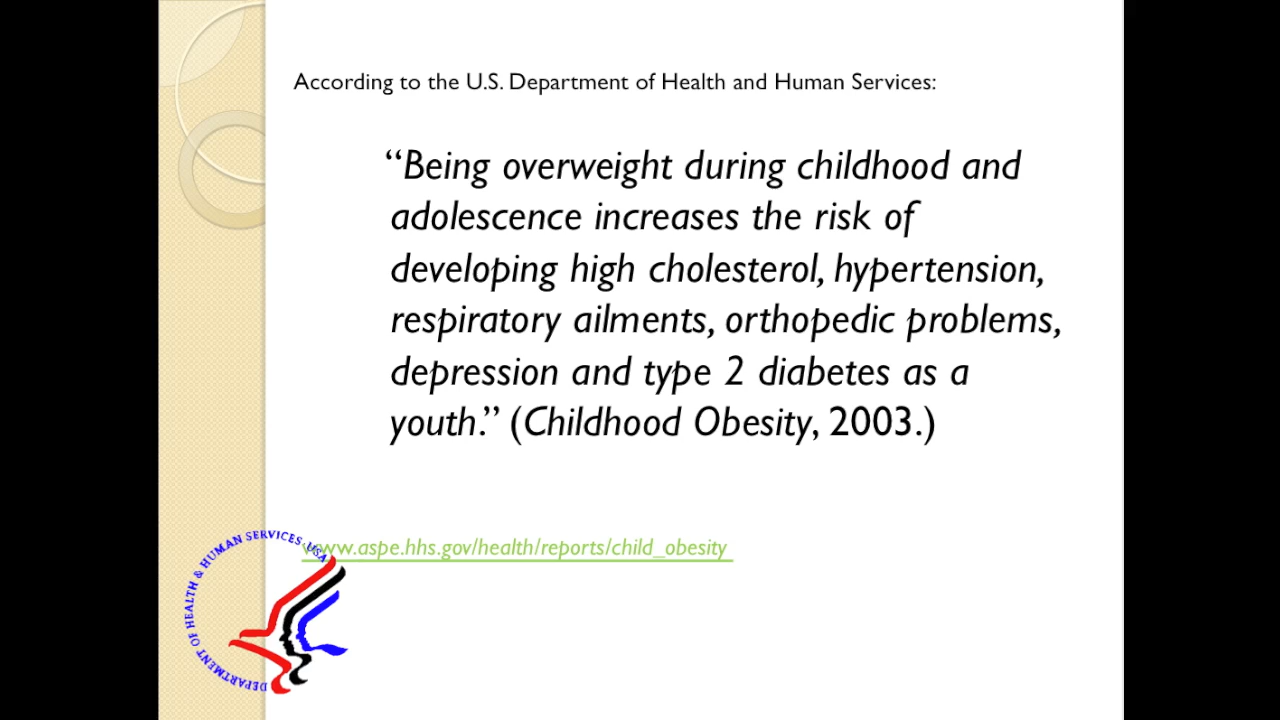 According to the U.S. Department of Health and Human Services:
“Being overweight during childhood and
adolescence increases the risk of
developing high cholesterol, hypertension,
respiratory ailments, orthopedic problems,
depression and type 2 diabetes as a
youth.” (Childhood Obesity, 2003.)
www.aspe.hhs.gov/health/reports/child_obesity
DEPARTMENT OF HEALTH & HUMAN SERVICES, USA